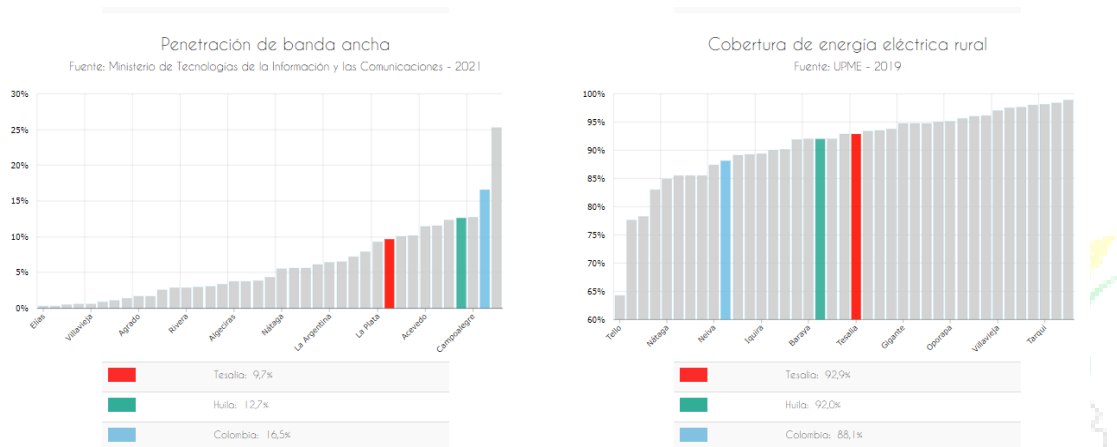 Penetración de banda ancha
Fuente: Ministerio de Tecnologías de la Información y las Comunicaciones - 2021
30%
25%
20%
15%
10%
5%
0%
Elías
Villavieja
Agrado
Rivera
Algeciras
Nátaga
La Argentina
La Plata
Acevedo
Campoalegre
Tesalia: 9,7%
Huila: 12,7%
Colombia: 16,5%
Cobertura de energía eléctrica rural
Fuente: UPME - 2019
100%
95%
90%
85%
80%
75%
70%
65%
60%
Tello
Nátaga
Neiva
Iquira
Baraya
Tesalia
Gigante
Oporapa
Villavieja
Tarqui
Tesalia: 92,9%
Huila: 92,0%
Colombia: 88,1%